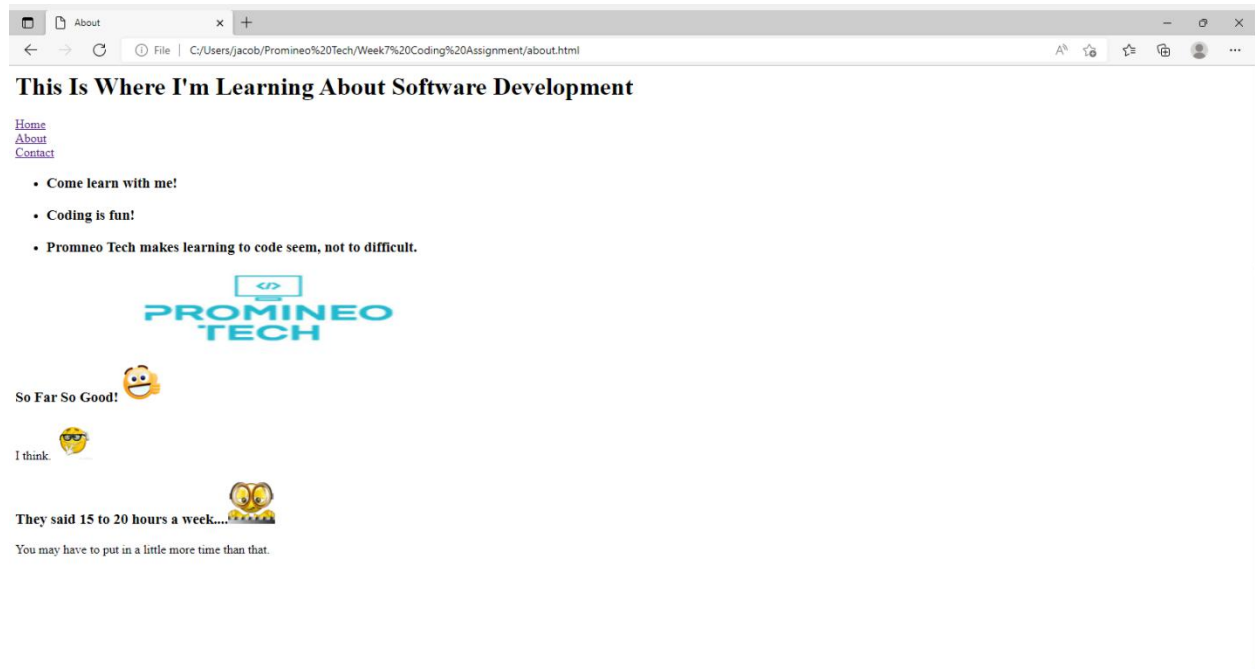 About
File | C:/Users/jacob/Promineo%20Tech/Week7%20Coding%20Assignment/about.html
This Is Where I'm Learning About Software Development
Home
About
Contact
• Come learn with me!
• Coding is fun!
• Promneo Tech makes learning to code seem, not to difficult.
</>
PROMINEO
TECH
So Far So Good!
I think.
They said 15 to 20 hours a week....
You may have to put in a little more time than that.